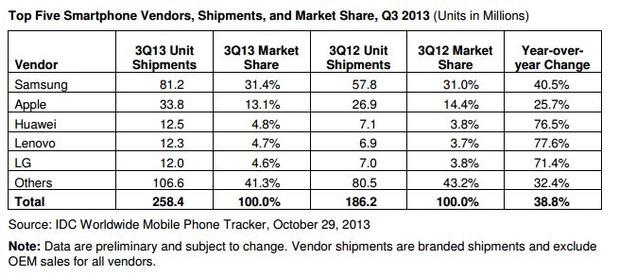 Top Five Smartphone Vendors, Shipments, and Market Share, Q3 2013 (Units in Millions)
Vendor 3Q13 Unit Shipments 3Q13 Market Share 3Q12 Unit Shipments 3Q12 Market Share Year-over-year Change
Samsung 81.2 31.4% 57.8 31.0% 40.5%
Apple 33.8 13.1% 26.9 14.4% 25.7%
Huawei 12.5 4.8% 7.1 3.8% 76.5%
Lenovo 12.3 4.7% 6.9 3.7% 77.6%
LG 12.0 4.6% 7.0 3.8% 71.4%
Others 106.6 41.3% 80.5 43.2% 32.4%
Total 258.4 100.0% 186.2 100.0% 38.8%
Source: IDC Worldwide Mobile Phone Tracker, October 29, 2013
Note: Data are preliminary and subject to change. Vendor shipments are branded shipments and exclude
OEM sales for all vendors.